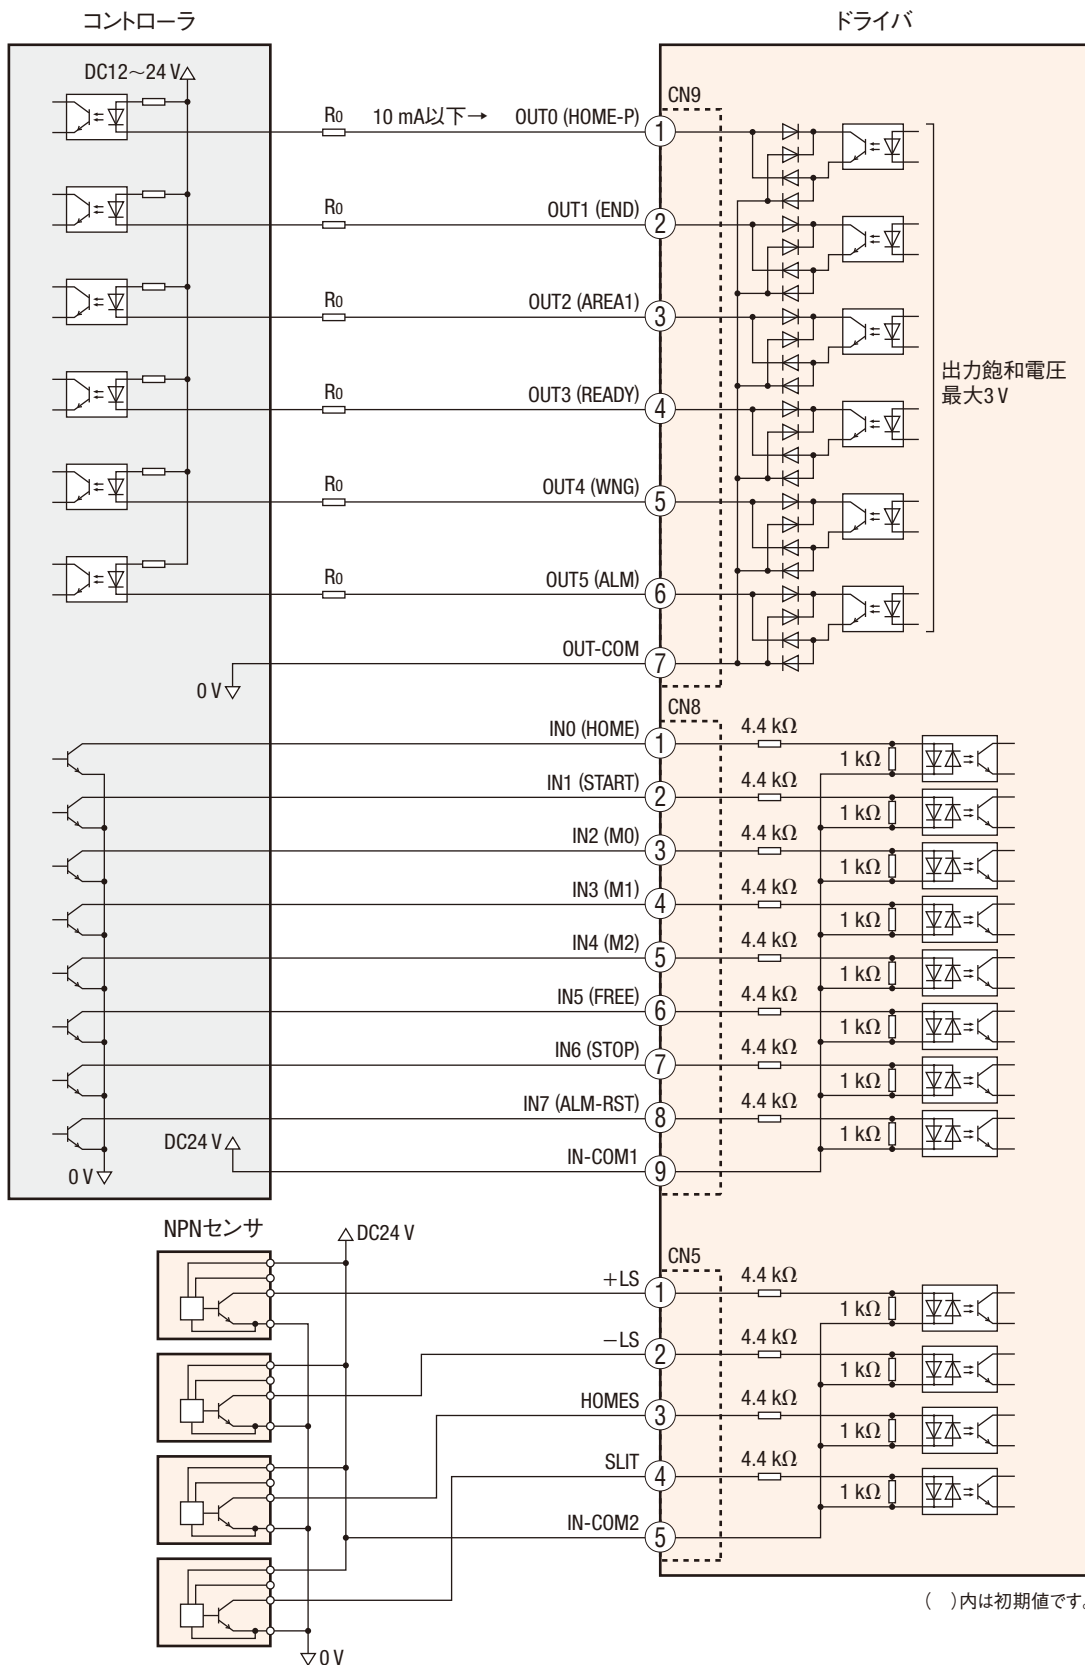 コントローラ
ドライバ
DC12～24 V
CN9
R0
10 mA以下→
OUT0 (HOME-P)
1
R0
OUT1 (END)
2
R0
OUT2 (AREA1)
3
出力飽和電圧
最大3 V
R0
OUT3 (READY)
4
R0
OUT4 (WNG)
5
R0
OUT5 (ALM)
6
OUT-COM
7
0 V
CN8
IN0 (HOME)
1
4.4 kΩ
1 kΩ
IN1 (START)
2
4.4 kΩ
1 kΩ
IN2 (M0)
3
4.4 kΩ
1 kΩ
IN3 (M1)
4
4.4 kΩ
1 kΩ
IN4 (M2)
5
4.4 kΩ
1 kΩ
IN5 (FREE)
6
4.4 kΩ
1 kΩ
IN6 (STOP)
7
4.4 kΩ
1 kΩ
IN7 (ALM-RST)
8
4.4 kΩ
1 kΩ
DC24 V
IN-COM1
9
0 V
NPNセンサ
DC24 V
CN5
+LS
1
4.4 kΩ
1 kΩ
−LS
2
4.4 kΩ
1 kΩ
HOMES
3
4.4 kΩ
1 kΩ
SLIT
4
4.4 kΩ
1 kΩ
IN-COM2
5
(　)内は初期値です。
0 V